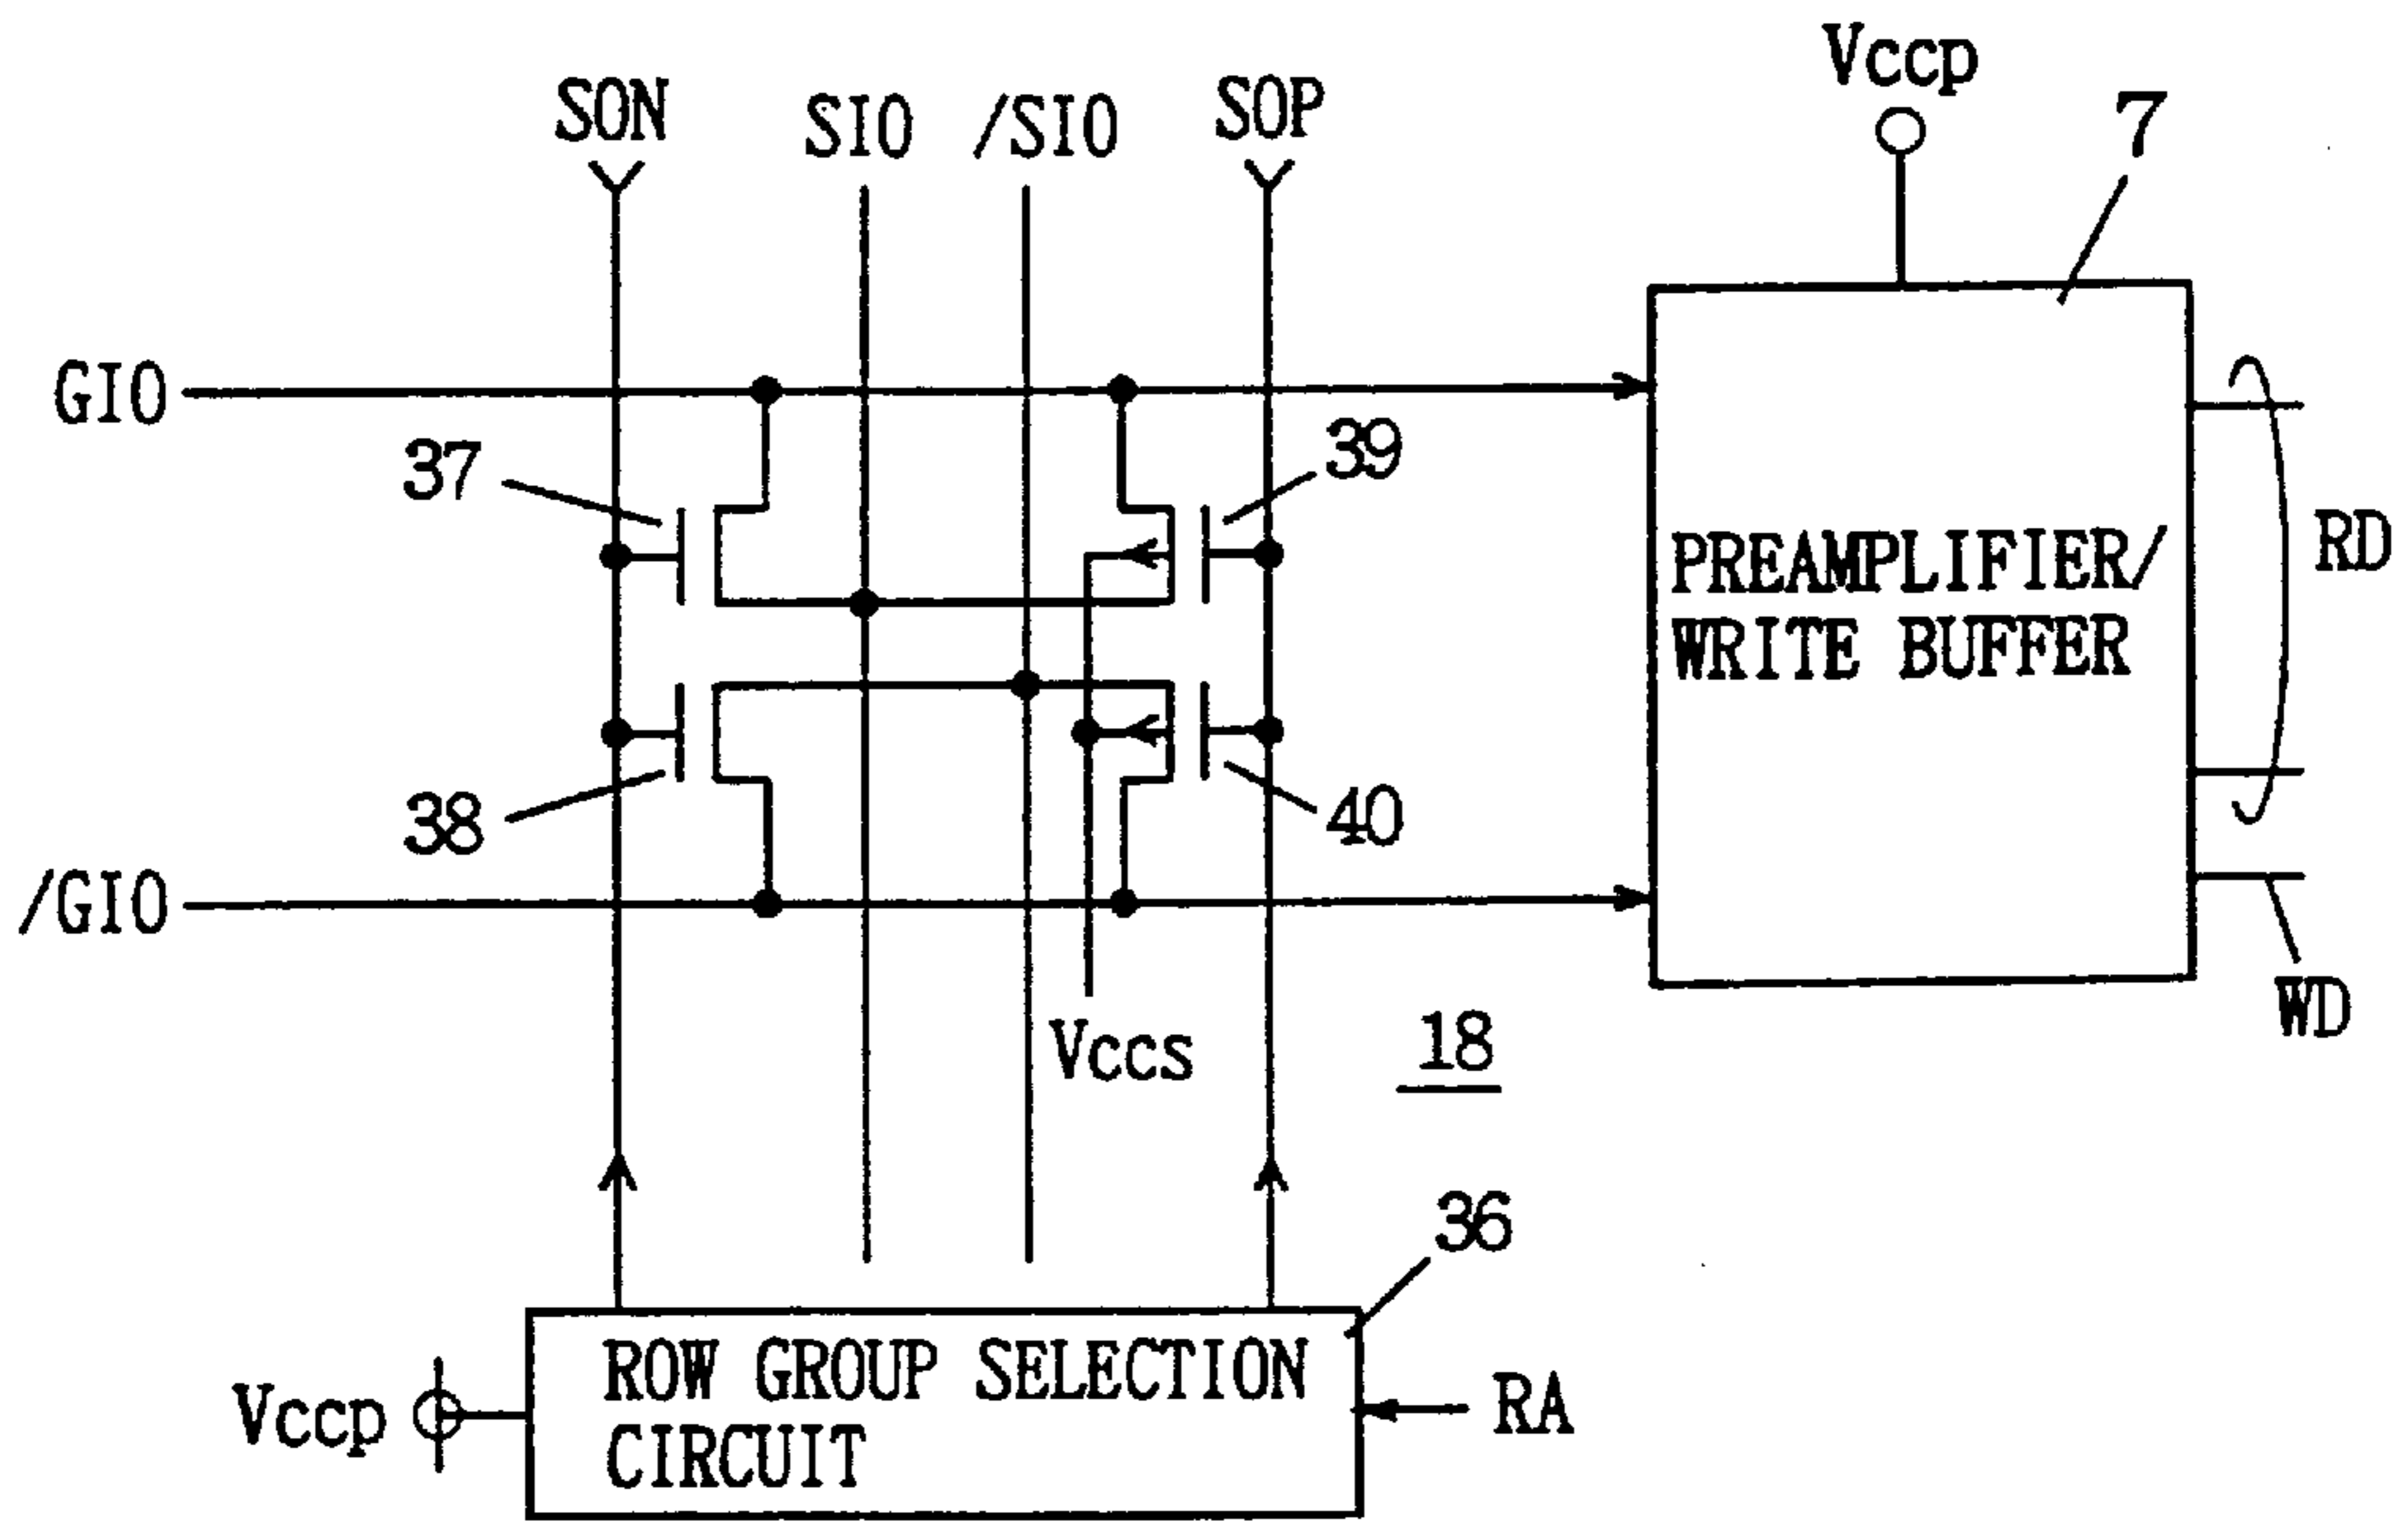 Vccp
SON
SIO
/SIO
SOP
7
GIO
37
39
RD
PREAMPLIFIER/
WRITE BUFFER
38
40
/GIO
WD
Vccs
18
36
ROW GROUP SELECTION
CIRCUIT
Vccp
RA